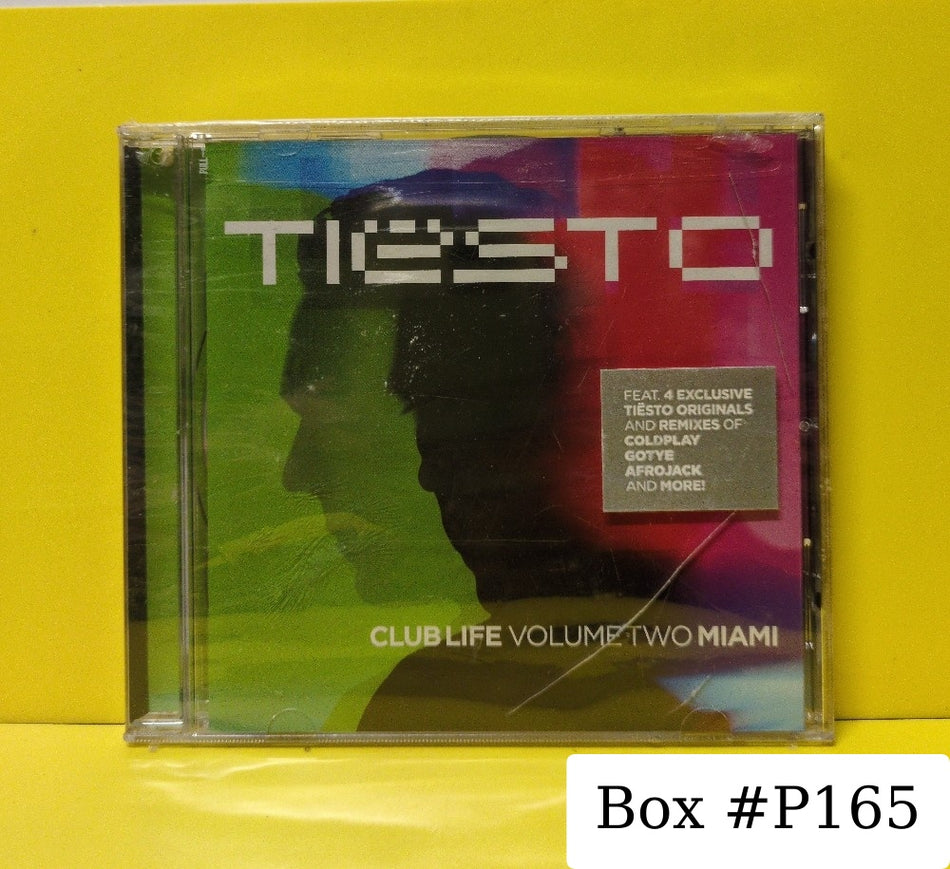 PULL
TIËSTO
FEAT. 4 EXCLUSIVE
TIËSTO ORIGINALS
AND REMIXES OF
COLDPLAY
GOTYE
AFROJACK
AND MORE!
CLUB LIFE VOLUME TWO MIAMI
Box #P165